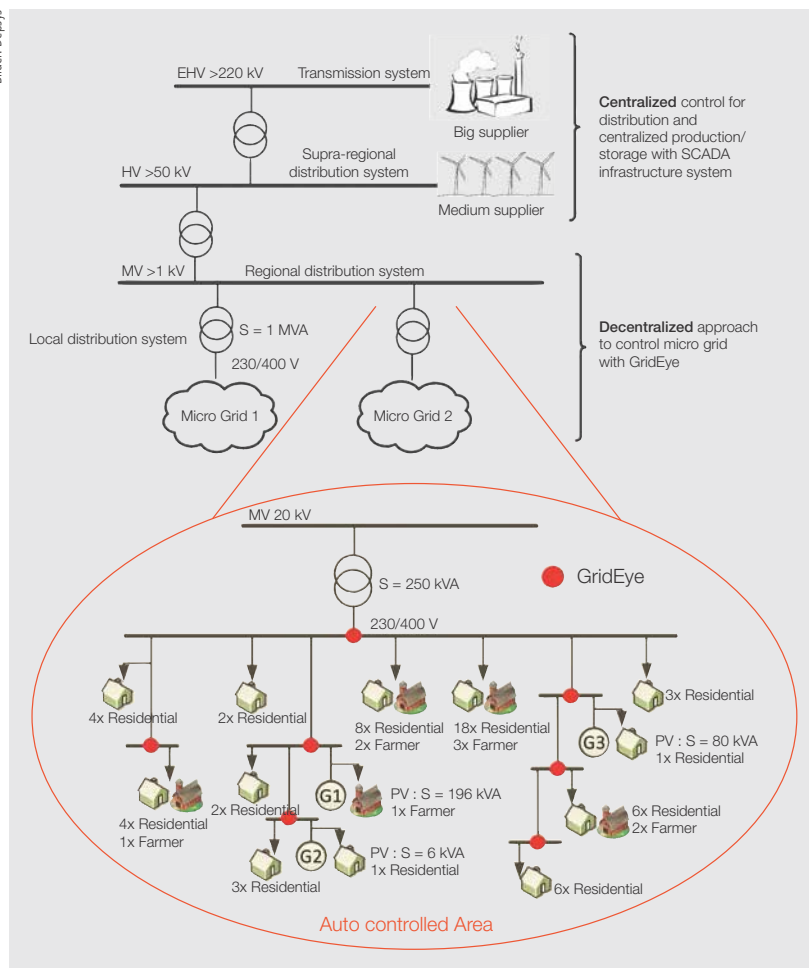 EHV >220 kV
Transmission system
Big supplier
Centralized control for
distribution and
centralized production/
storage with SCADA
infrastructure system
Supra-regional
distribution system
HV >50 kV
Medium supplier
MV >1 kV
Regional distribution system
Local distribution system
S = 1 MVA
230/400 V
Decentralized approach
to control micro grid
with GridEye
Micro Grid 1
Micro Grid 2
MV 20 kV
S = 250 kVA
GridEye
230/400 V
4x Residential
2x Residential
8x Residential
2x Farmer
18x Residential
3x Farmer
3x Residential
G3
PV : S = 80 kVA
1x Residential
4x Residential
1x Farmer
2x Residential
G1
PV : S = 196 kVA
1x Farmer
6x Residential
2x Farmer
3x Residential
G2
PV : S = 6 kVA
1x Residential
6x Residential
Auto controlled Area